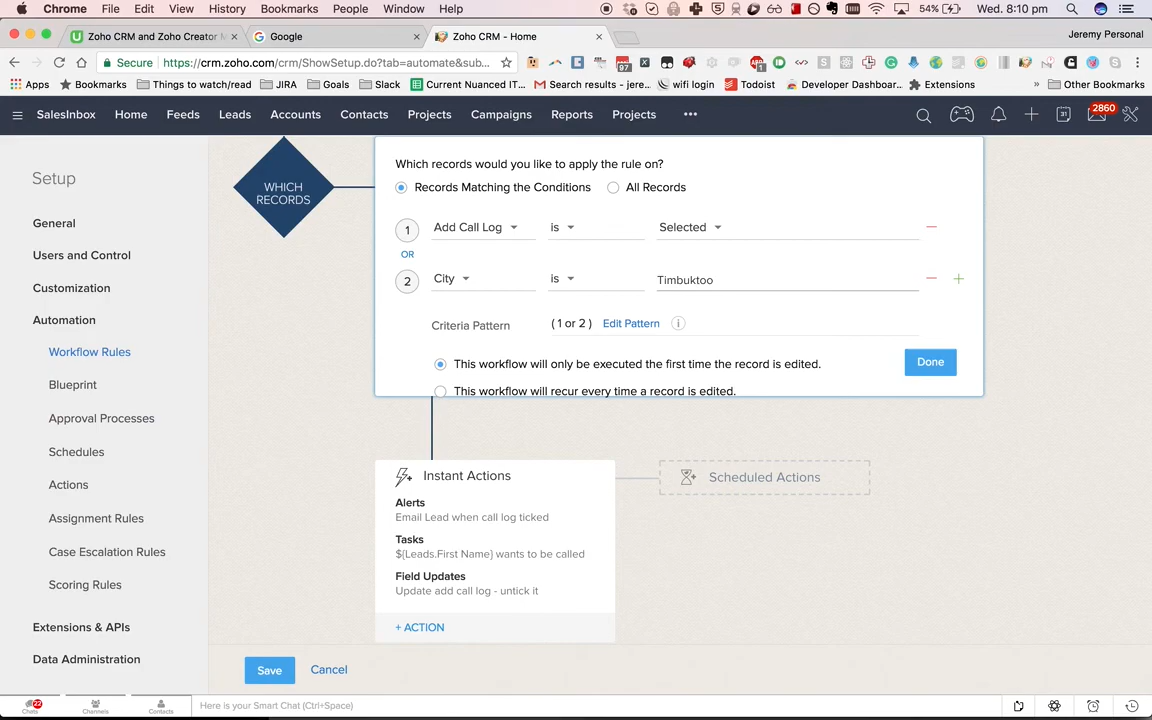 Chrome File Edit View History Bookmarks People Window Help 54% Wed. 8:10 pm
Zoho CRM and Zoho Creator M Google Zoho CRM - Home Jeremy Personal
Secure https://crm.zoho.com/crm/ShowSetup.do?tab=automate&sub... 97
Apps Bookmarks Things to watch/read JIRA Goals Slack Current Nuanced IT... Search results - jere... wifi login Todoist Developer Dashboar... Extensions » Other Bookmarks
SalesInbox Home Feeds Leads Accounts Contacts Projects Campaigns Reports Projects ••• 31 2860
Setup
General
Users and Control
Customization
Automation
Workflow Rules
Blueprint
Approval Processes
Schedules
Actions
Assignment Rules
Case Escalation Rules
Scoring Rules
Extensions & APIs
Data Administration
WHICH
RECORDS
Which records would you like to apply the rule on?
Records Matching the Conditions All Records
1 Add Call Log is Selected
OR
2 City is Timbuktoo
Criteria Pattern ( 1 or 2 ) Edit Pattern i
This workflow will only be executed the first time the record is edited.
Done
This workflow will recur every time a record is edited.
Instant Actions
Alerts
Email Lead when call log ticked
Tasks
${Leads.First Name} wants to be called
Field Updates
Update add call log - untick it
+ ACTION
Scheduled Actions
Save Cancel
22
Chats Channels Contacts Here is your Smart Chat (Ctrl+Space)